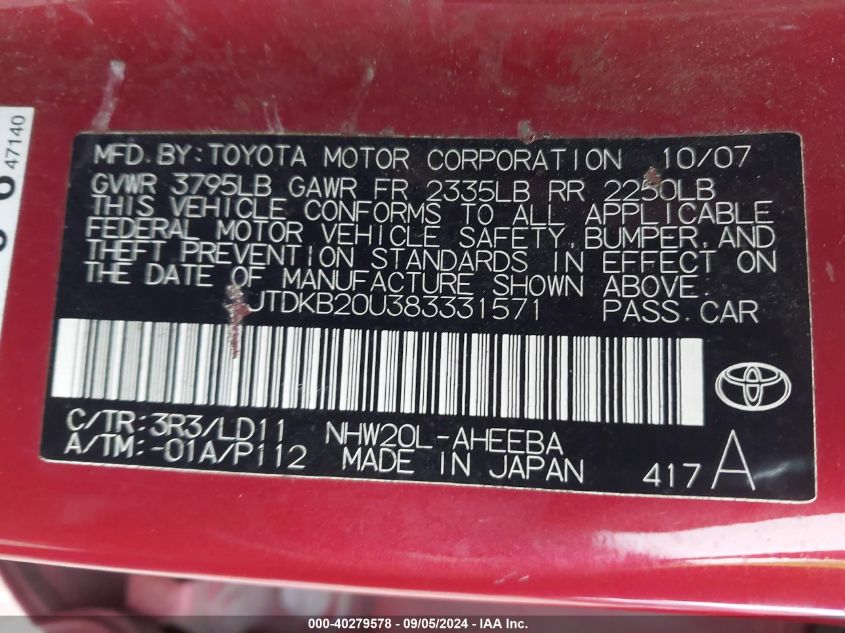 MFD.BY:TOYOTA MOTOR CORPORATION 10/07
GVWR 3795LB GAWR FR 2335LB RR 2250LB
THIS VEHICLE CONFORMS TO ALL APPLICABLE
FEDERAL MOTOR VEHICLE SAFETY,BUMPER,AND
THEFT PREVENTION STANDARDS IN EFFECT ON
THE DATE OF MANUFACTURE SHOWN ABOVE.
JTDKB20U383331571 PASS.CAR
C/TR:3R3/LD11 NHW20L-AHEEBA
A/TM:-01A/P112 MADE IN JAPAN 417A
47140
000-40279578 - 09/05/2024 - IAA, LLC.